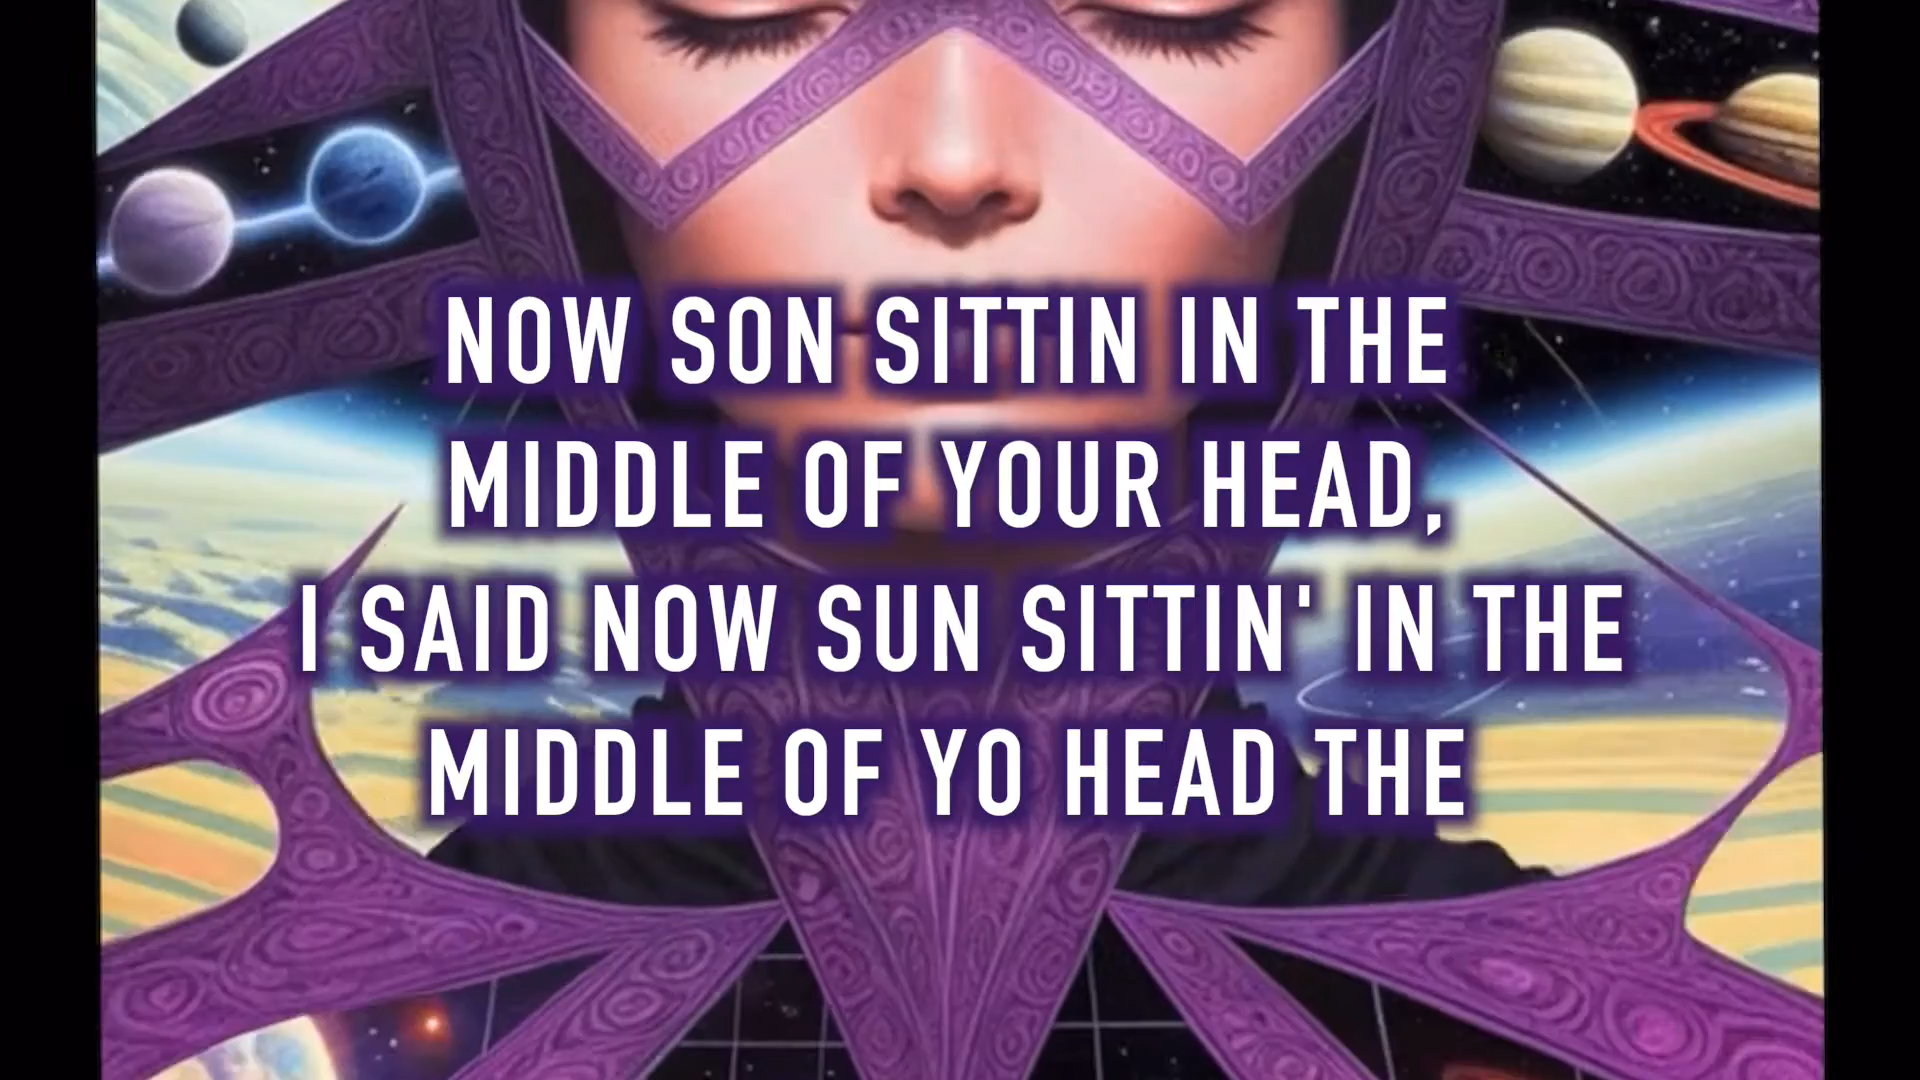 NOW SON SITTIN IN THE
MIDDLE OF YOUR HEAD,
I SAID NOW SUN SITTIN' IN THE
MIDDLE OF YO HEAD THE